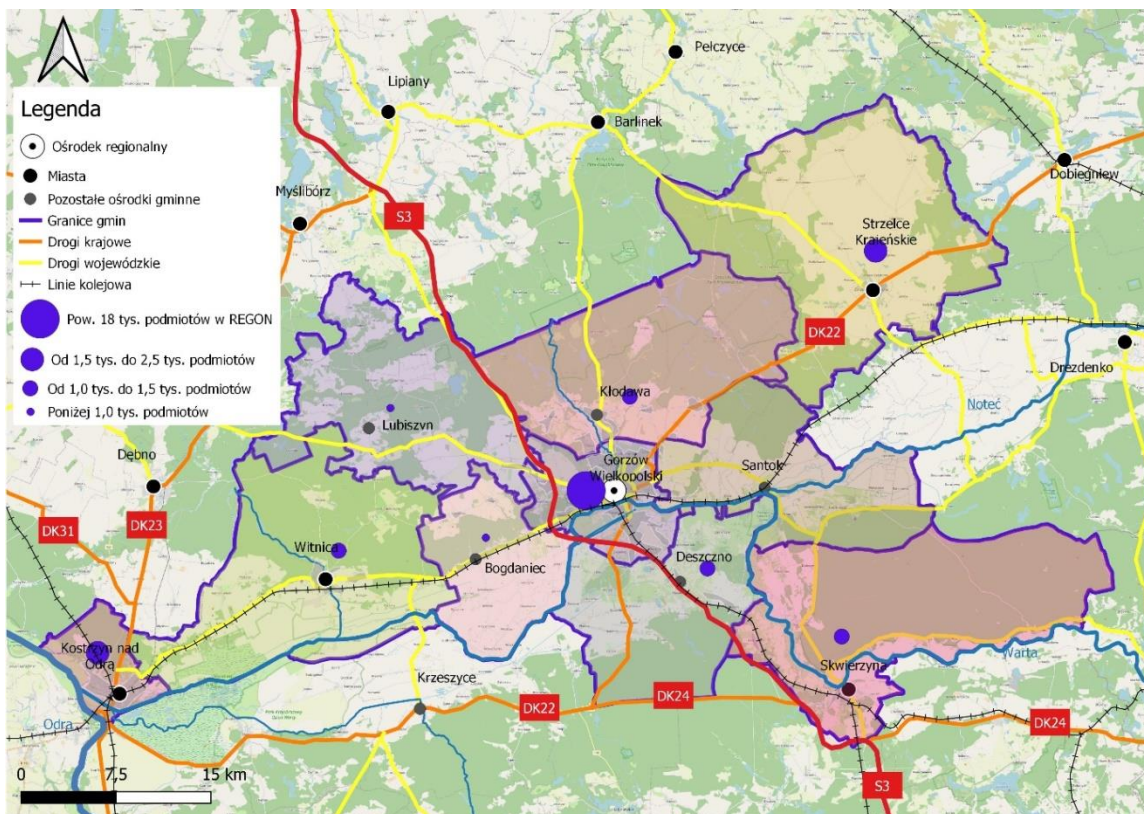 Pełczyce
Lipiany
Barlinek
Legenda
Ośrodek regionalny
Miasta
Pozostałe ośrodki gminne
Granice gmin
Drogi krajowe
Drogi wojewódzkie
Linie kolejowa
Pow. 18 tys. podmiotów w REGON
Od 1,5 tys. do 2,5 tys. podmiotów
Od 1,0 tys. do 1,5 tys. podmiotów
Poniżej 1,0 tys. podmiotów
Myślibórz
S3
Dobiegniew
Strzelce
Krajeńskie
DK22
Drezdenko
Noteć
Kłodawa
Lubiszyn
Gorzów
Wielkopolski
Santok
Dębno
DK31
DK23
Witnica
Bogdaniec
Deszczno
Kostrzyn nad
Odrą
Odra
Krzeszyce
DK22
DK24
Skwierzyna
Warta
DK24
S3
0 7,5 15 km